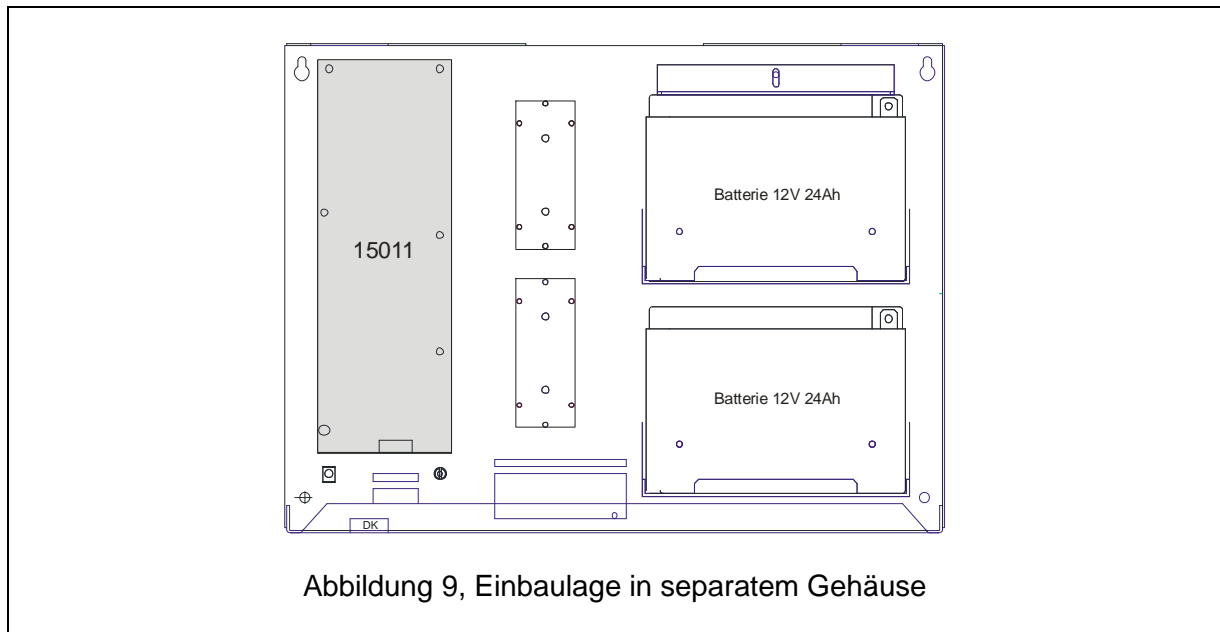 15011
Batterie 12V 24Ah
Batterie 12V 24Ah
DK
Abbildung 9, Einbaulage in separatem Gehäuse